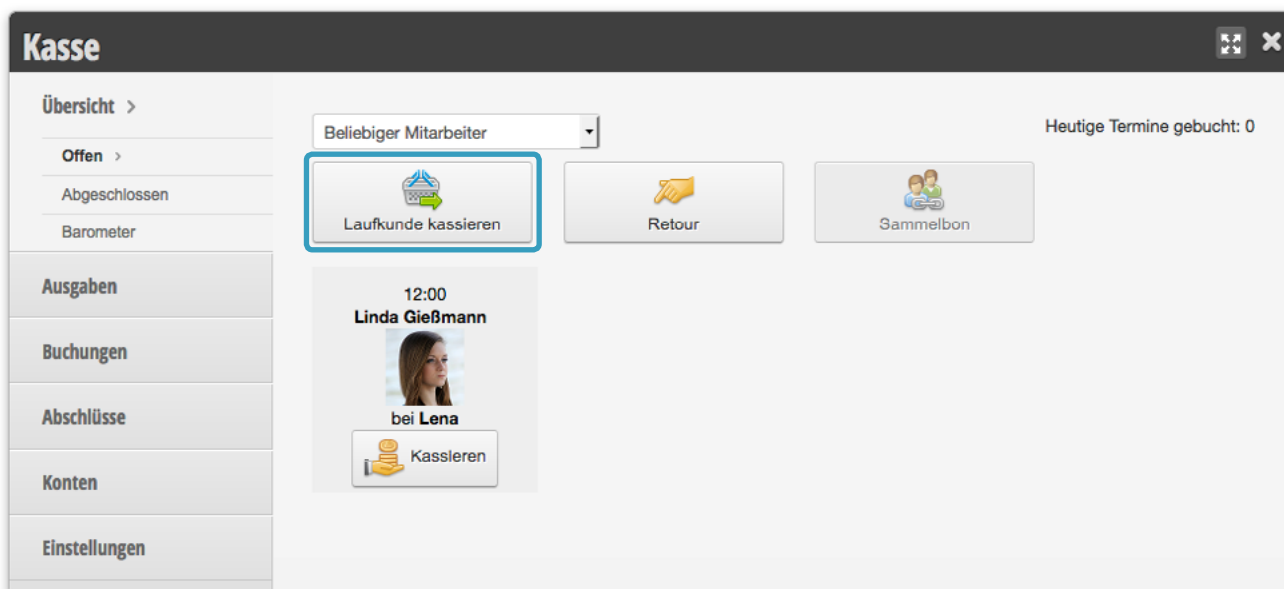 Kasse
Übersicht >
Offen >
Abgeschlossen
Barometer
Ausgaben
Buchungen
Abschlüsse
Konten
Einstellungen
Beliebiger Mitarbeiter
Heutige Termine gebucht: 0
Laufkunde kassieren
Retour
Sammelbon
12:00
Linda Gießmann
bei Lena
Kassieren